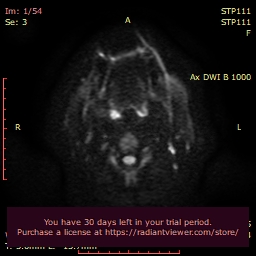 Im: 1/54
Se: 3
A
STP111
STP111
F
Ax DWI B 1000
R
L
You have 30 days left in your trial period.
Purchase a license at https://radiantviewer.com/store/